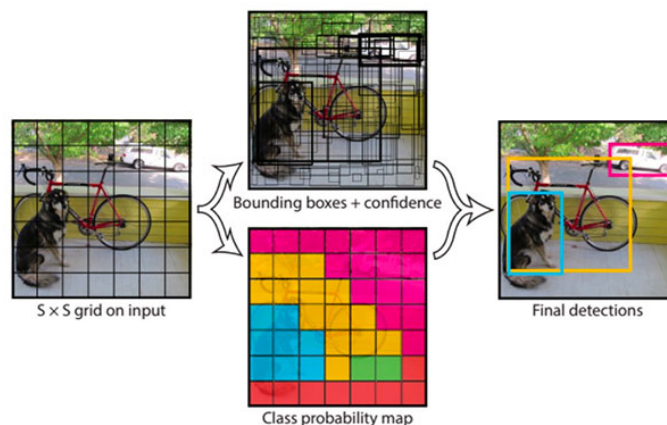 Bounding boxes + confidence
S × S grid on input
Final detections
Class probability map